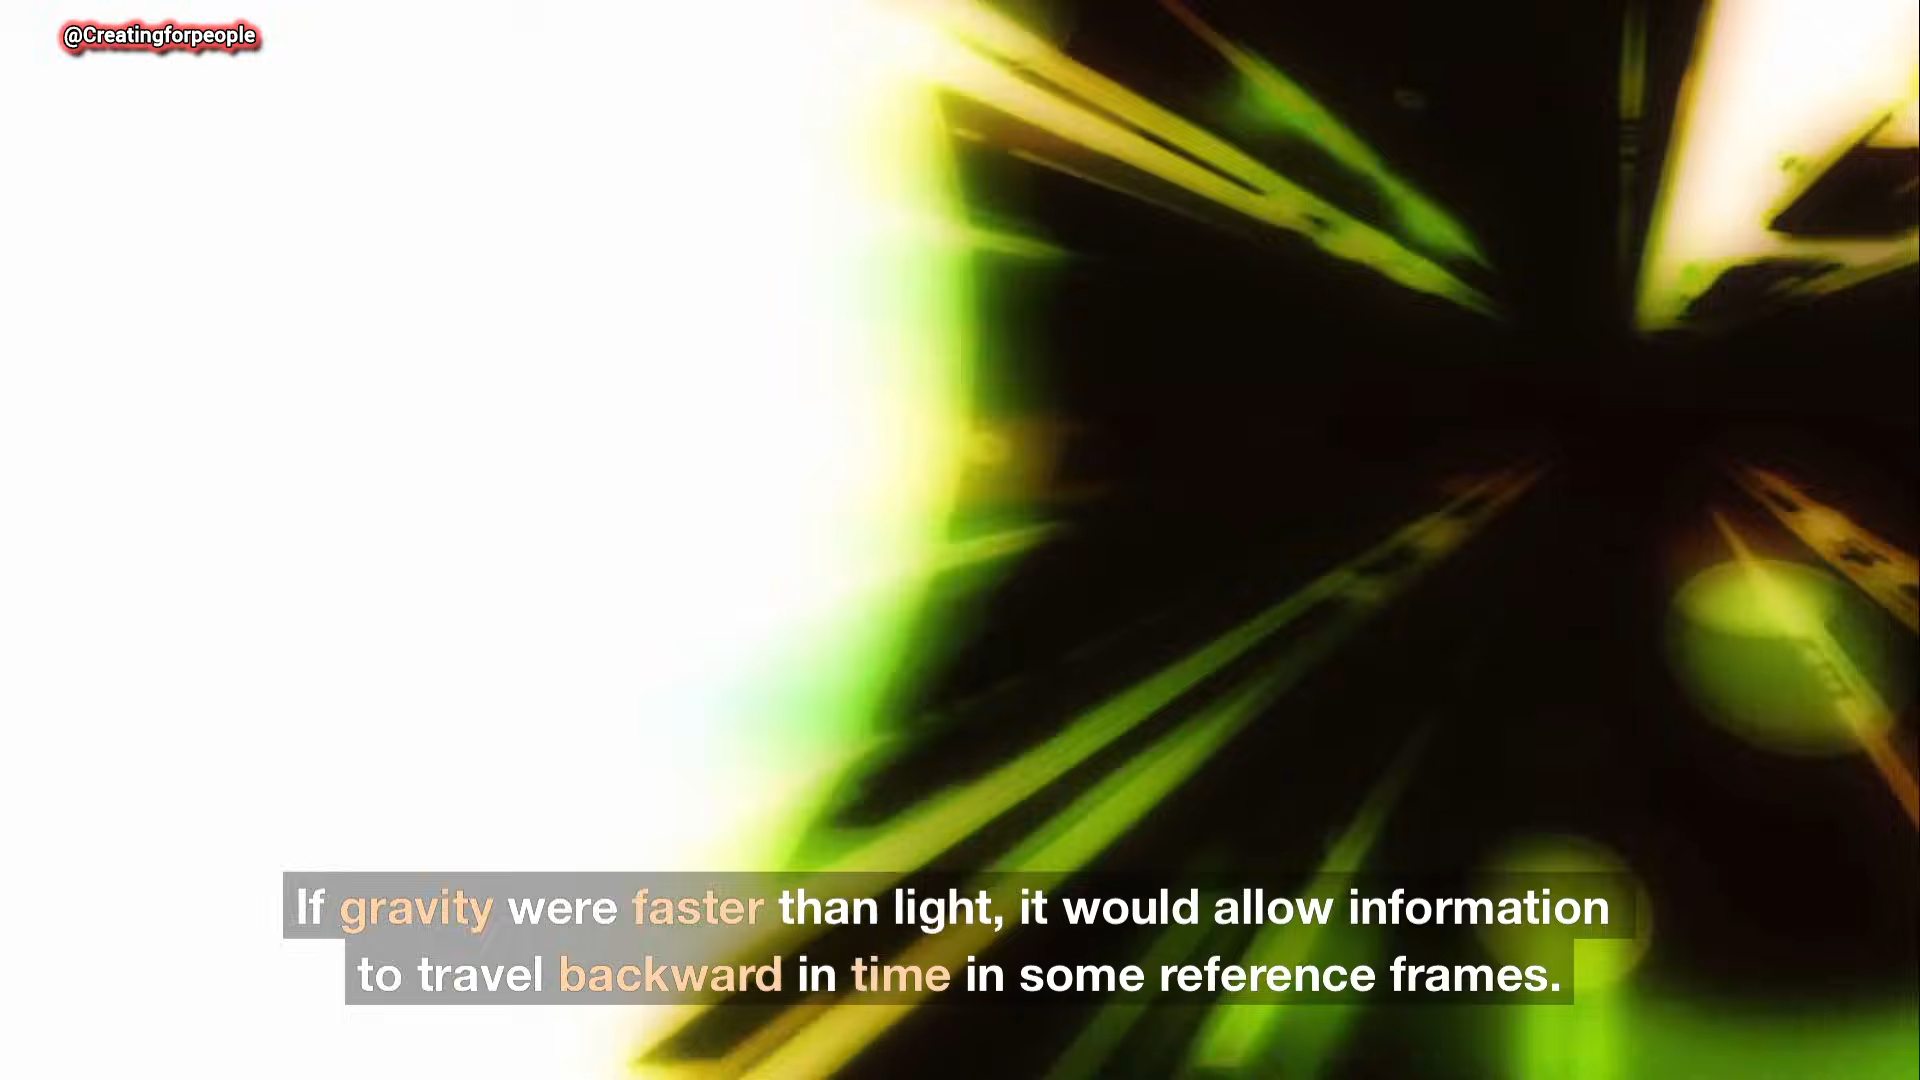 @Creatingforpeople
If gravity were faster than light, it would allow information
to travel backward in time in some reference frames.